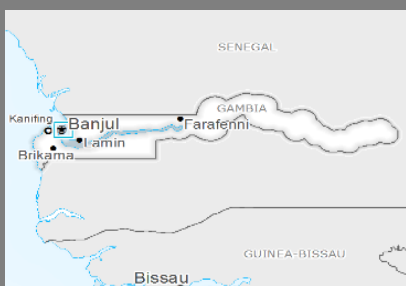 SENEGAL
GAMBIA
Kanifing
Banjul
Farafenni
Lamin
Brikama
GUINEA-BISSAU
Bissau